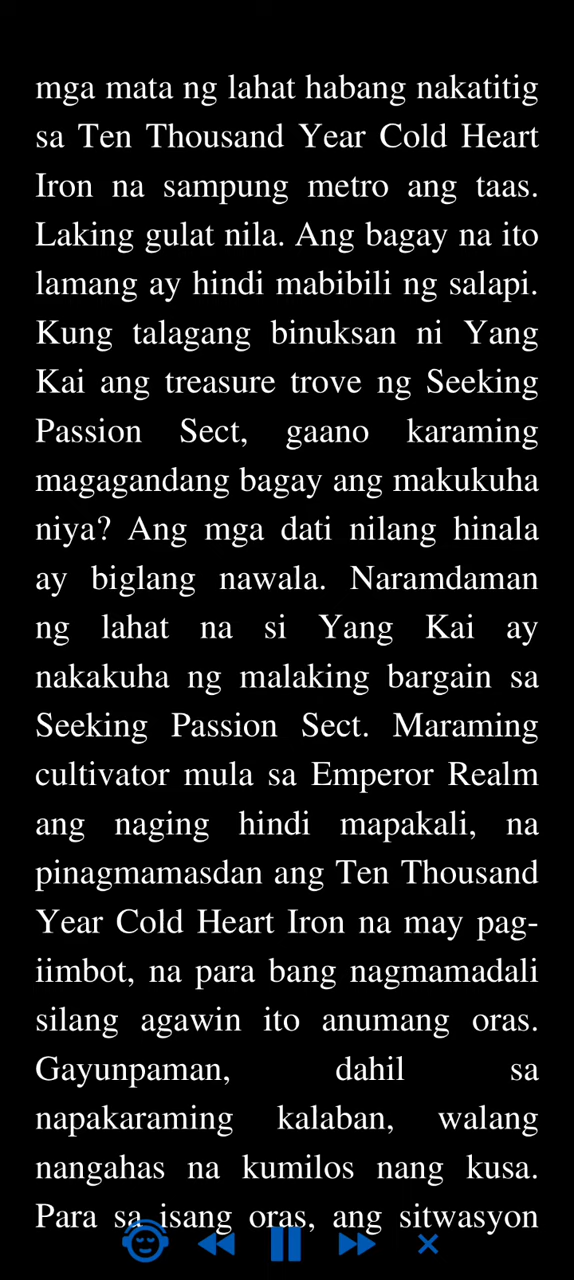 mga mata ng lahat habang nakatitig
sa Ten Thousand Year Cold Heart
Iron na sampung metro ang taas.
Laking gulat nila. Ang bagay na ito
lamang ay hindi mabibili ng salapi.
Kung talagang binuksan ni Yang
Kai ang treasure trove ng Seeking
Passion Sect, gaano karaming
magagandang bagay ang makukuha
niya? Ang mga dati nilang hinala
ay biglang nawala. Naramdaman
ng lahat na si Yang Kai ay
nakakuha ng malaking bargain sa
Seeking Passion Sect. Maraming
cultivator mula sa Emperor Realm
ang naging hindi mapakali, na
pinagmamasdan ang Ten Thousand
Year Cold Heart Iron na may pag-
iimbot, na para bang nagmamadali
silang agawin ito anumang oras.
Gayunpaman, dahil sa
napakaraming kalaban, walang
nangahas na kumilos nang kusa.
Para sa isang oras, ang sitwasyon